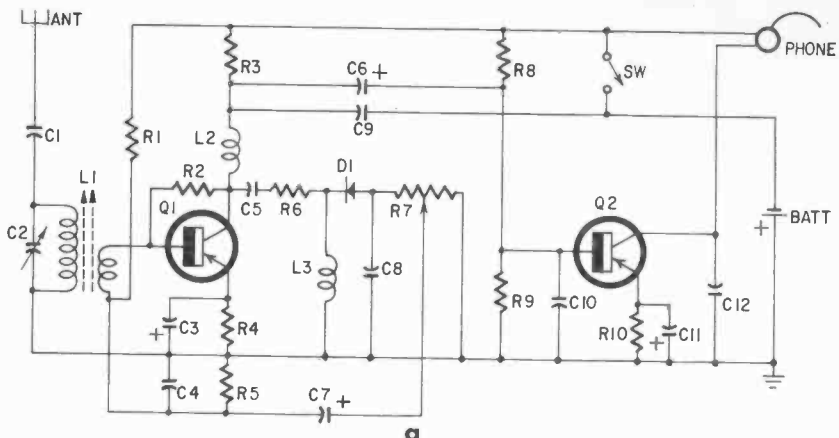 ANT
PHONE
R3
R8
C6 +
SW
C9
C1
R1
L2
L1
R2
D1
BATT
Q1
C5
R6
R7
Q2
C2
+
L3
C8
R9
C10
C12
C3
+
R4
R10
+
C11
C4
R5
C7 +
a